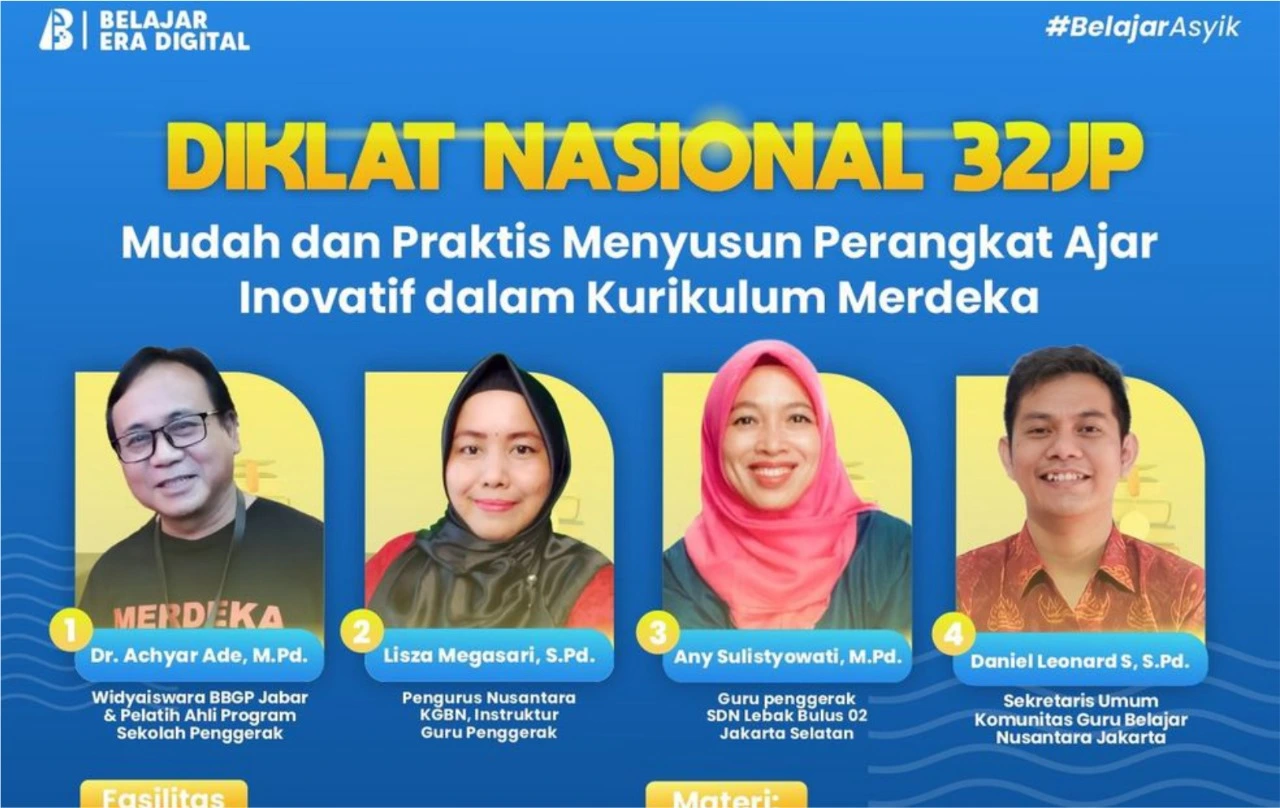 BELAJAR
ERA DIGITAL
#BelajarAsyik
DIKLAT NASIONAL 32JP
Mudah dan Praktis Menyusun Perangkat Ajar
Inovatif dalam Kurikulum Merdeka
MERDEKA
1
Dr. Achyar Ade, M.Pd.
Widyaiswara BBGP Jabar
& Pelatih Ahli Program
Sekolah Penggerak
2
Lisza Megasari, S.Pd.
Pengurus Nusantara
KGBN, Instruktur
Guru Penggerak
3
Any Sulistyowati, M.Pd.
Guru penggerak
SDN Lebak Bulus 02
Jakarta Selatan
4
Daniel Leonard S, S.Pd.
Sekretaris Umum
Komunitas Guru Belajar
Nusantara Jakarta
Fasilitas
Materi: